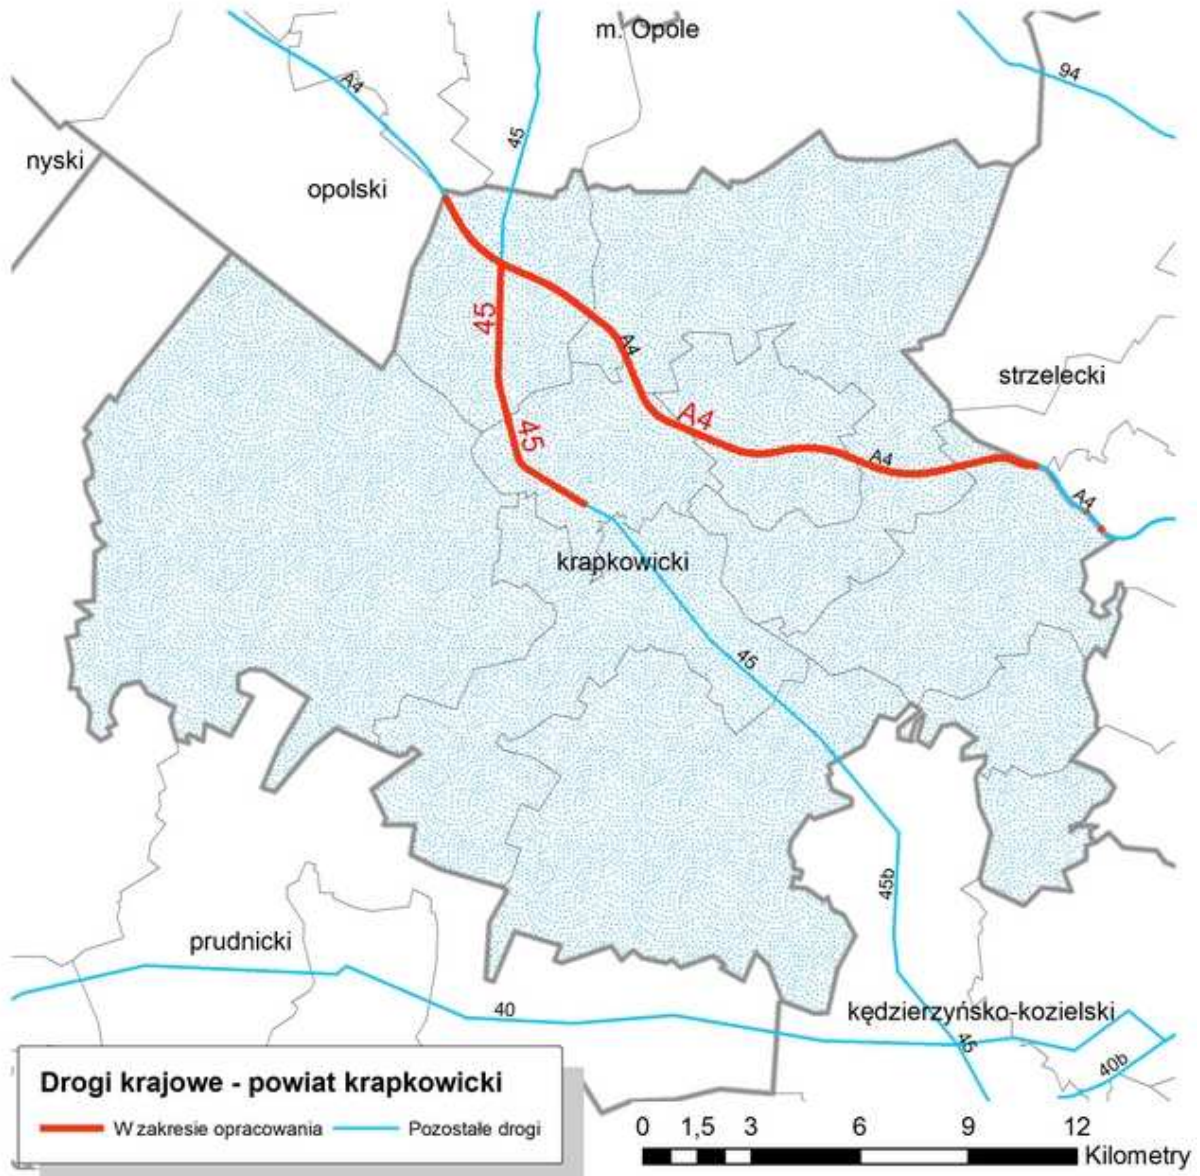 m. Opole
94
A4
45
nyski
opolski
45
A4
strzelecki
A4
45
A4
A4
krapkowicki
45
45b
prudnicki
40
kędzierzyńsko-kozielski
45
40b
Drogi krajowe - powiat krapkowicki
W zakresie opracowania Pozostałe drogi
0 1,5 3 6 9 12
Kilometry